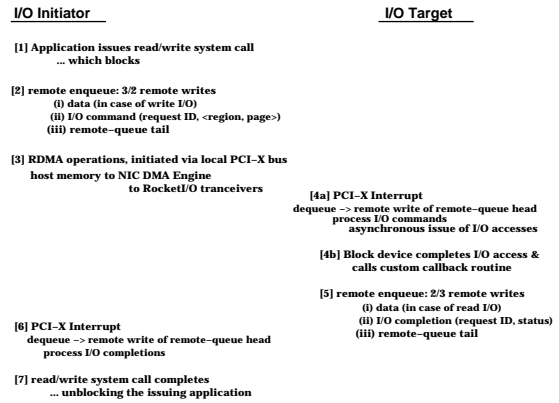 I/O Initiator
I/O Target
[1] Application issues read/write system call
... which blocks
[2] remote enqueue: 3/2 remote writes
(i) data (in case of write I/O)
(ii) I/O command (request ID, <region, page>)
(iii) remote−queue tail
[3] RDMA operations, initiated via local PCI−X bus
host memory to NIC DMA Engine
to RocketI/O tranceivers
[4a] PCI−X Interrupt
dequeue −> remote write of remote−queue head
process I/O commands
asynchronous issue of I/O accesses
[4b] Block device completes I/O access &
calls custom callback routine
[5] remote enqueue: 2/3 remote writes
(i) data (in case of read I/O)
(ii) I/O completion (request ID, status)
(iii) remote−queue tail
[6] PCI−X Interrupt
dequeue −> remote write of remote−queue head
process I/O completions
[7] read/write system call completes
... unblocking the issuing application